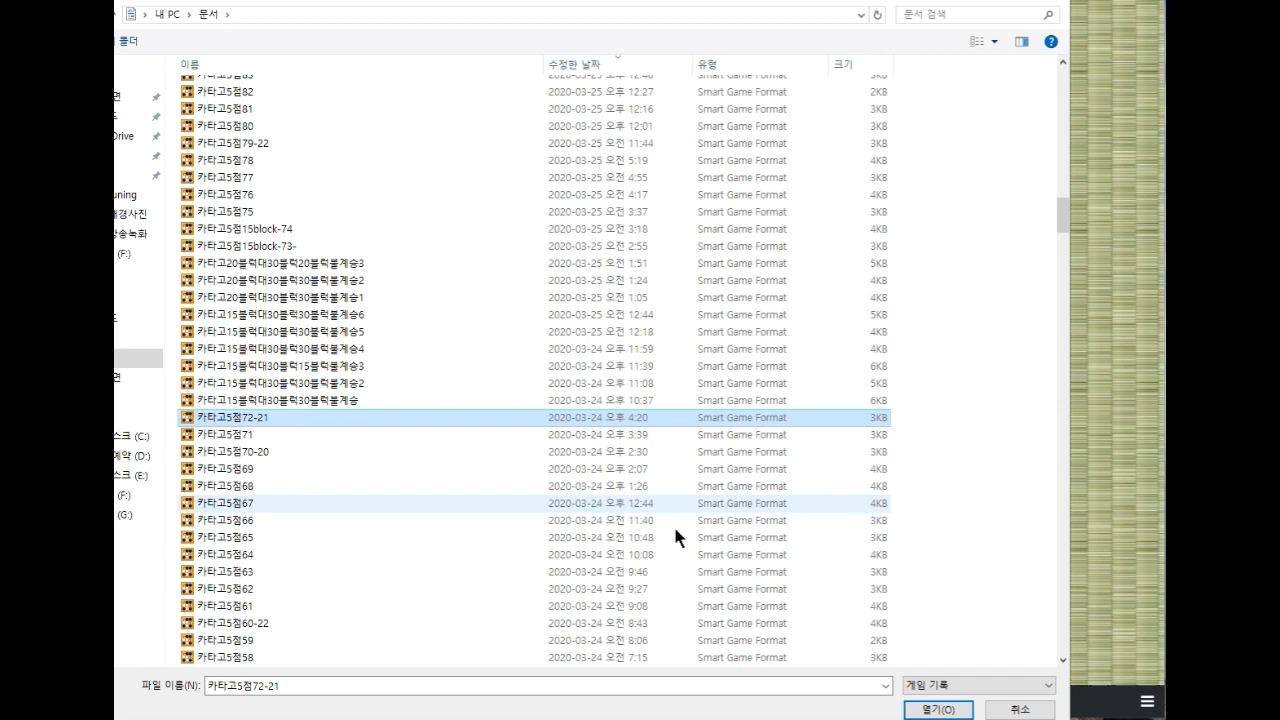 내 PC > 문서 >
문서 검색
폴더
이름 수정한 날짜 유형 크기
카타고5점83 2020-03-25 오후 12:46 Smart Game Format 3KB
카타고5점82 2020-03-25 오후 12:27 Smart Game Format 2KB
카타고5점81 2020-03-25 오후 12:16 Smart Game Format 3KB
카타고5점80 2020-03-25 오후 12:01 Smart Game Format 3KB
카타고5점79-22 2020-03-25 오전 11:44 Smart Game Format 3KB
카타고5점78 2020-03-25 오전 5:19 Smart Game Format 4KB
카타고5점77 2020-03-25 오전 4:55 Smart Game Format 3KB
카타고5점76 2020-03-25 오전 4:17 Smart Game Format 4KB
카타고5점75 2020-03-25 오전 3:37 Smart Game Format 3KB
카타고5점15block-74 2020-03-25 오전 3:18 Smart Game Format 4KB
카타고5점15block-73- 2020-03-25 오전 2:55 Smart Game Format 3KB
카타고20블럭대30블럭20블럭불계승3 2020-03-25 오전 1:51 Smart Game Format 5KB
카타고20블럭대30블럭30블럭불계승2 2020-03-25 오전 1:24 Smart Game Format 4KB
카타고20블럭대30블럭30블럭불계승1 2020-03-25 오전 1:05 Smart Game Format 4KB
카타고15블럭대30블럭30블럭불계승6 2020-03-25 오전 12:44 Smart Game Format 5KB
카타고15블럭대30블럭30블럭불계승5 2020-03-25 오전 12:18 Smart Game Format 4KB
카타고15블럭대30블럭30블럭불계승4 2020-03-24 오후 11:59 Smart Game Format 4KB
카타고15블럭대30블럭15블럭불계승3 2020-03-24 오후 11:39 Smart Game Format 6KB
카타고15블럭대30블럭30블럭불계승2 2020-03-24 오후 11:08 Smart Game Format 5KB
카타고15블럭대30블럭30블럭불계승 2020-03-24 오후 10:37 Smart Game Format 6KB
카타고5점72-21 2020-03-24 오후 4:20 Smart Game Format 3KB
카타고5점71 2020-03-24 오후 3:39 Smart Game Format 3KB
카타고5점70-20 2020-03-24 오후 2:30 Smart Game Format 3KB
카타고5점69 2020-03-24 오후 2:07 Smart Game Format 4KB
카타고5점68 2020-03-24 오후 1:26 Smart Game Format 4KB
카타고5점67 2020-03-24 오후 12:44 Smart Game Format 4KB
카타고5점66 2020-03-24 오전 11:40 Smart Game Format 3KB
카타고5점65 2020-03-24 오전 10:48 Smart Game Format 3KB
카타고5점64 2020-03-24 오전 10:08 Smart Game Format 4KB
카타고5점63 2020-03-24 오전 9:46 Smart Game Format 3KB
카타고5점62 2020-03-24 오전 9:27 Smart Game Format 3KB
카타고5점61 2020-03-24 오전 9:08 Smart Game Format 4KB
카타고5점60-22 2020-03-24 오전 8:43 Smart Game Format 4KB
카타고5점59 2020-03-24 오전 8:06 Smart Game Format 2KB
카타고5점58 2020-03-24 오전 7:15 Smart Game Format 3KB
면
Drive
uning
배경사진
방송녹화
(F:)
면
스크 (C:)
예약 (D:)
스크 (E:)
(F:)
(G:)
파일 이름(N): 카타고5점72-21 게임 기록
열기(O) 취소